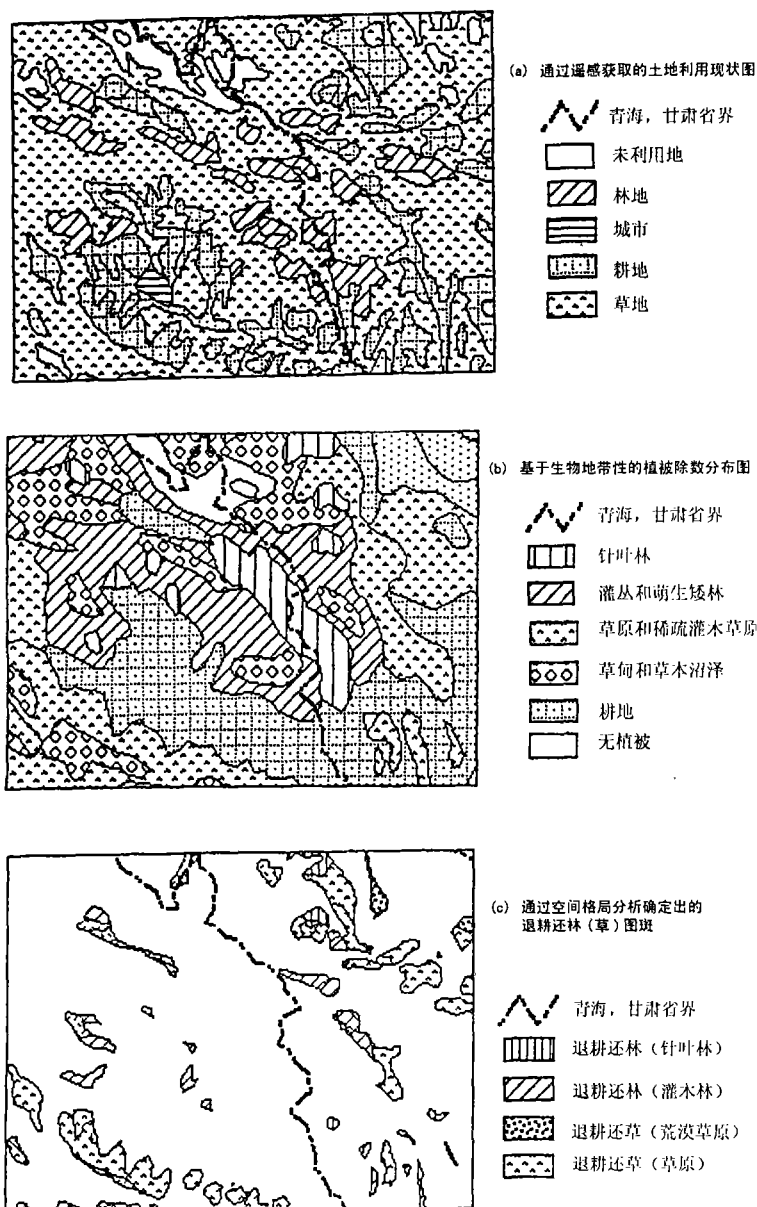 (a) 通过遥感获取的土地利用现状图
青海，甘肃省界
未利用地
林地
城市
耕地
草地
(b) 基于生物地带性的植被除数分布图
青海，甘肃省界
针叶林
灌丛和萌生矮林
草原和稀疏灌木草原
草甸和草本沼泽
耕地
无植被
(c) 通过空间格局分析确定出的
退耕还林（草）图斑
青海，甘肃省界
退耕还林（针叶林）
退耕还林（灌木林）
退耕还草（荒漠草原）
退耕还草（草原）